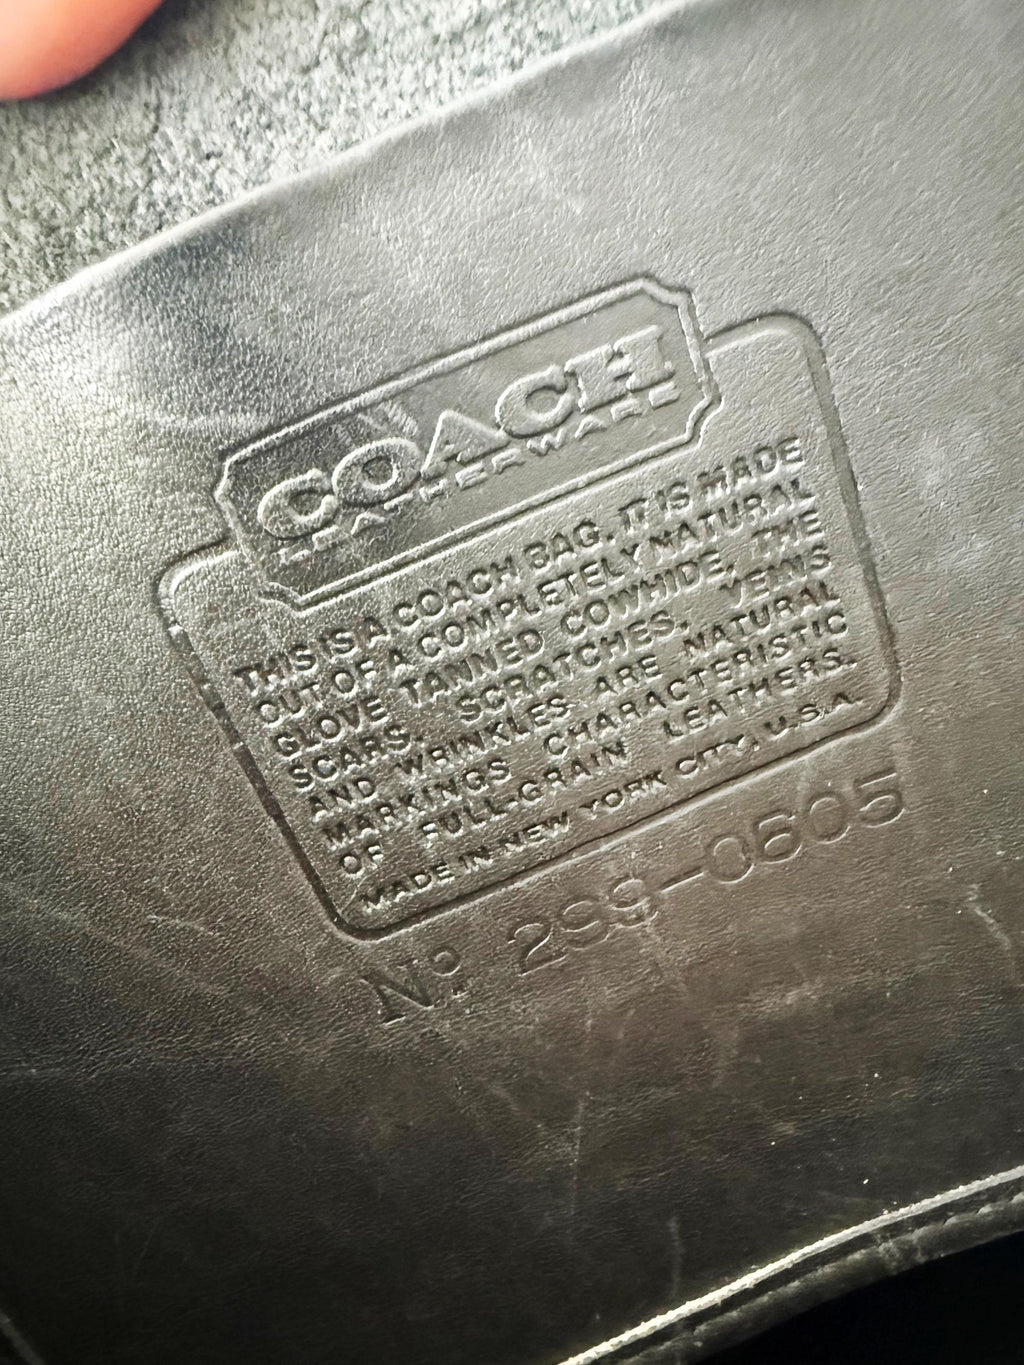 COACH
LEATHERWARE
THIS IS A COACH BAG. IT IS MADE
OUT OF A COMPLETELY NATURAL
GLOVE TANNED COWHIDE, THE
SCARS, SCRATCHES, VEINS
AND WRINKLES ARE NATURAL
MARKINGS CHARACTERISTIC
OF FULL-GRAIN LEATHERS.
MADE IN NEW YORK CITY, U.S.A.
No 299-0605